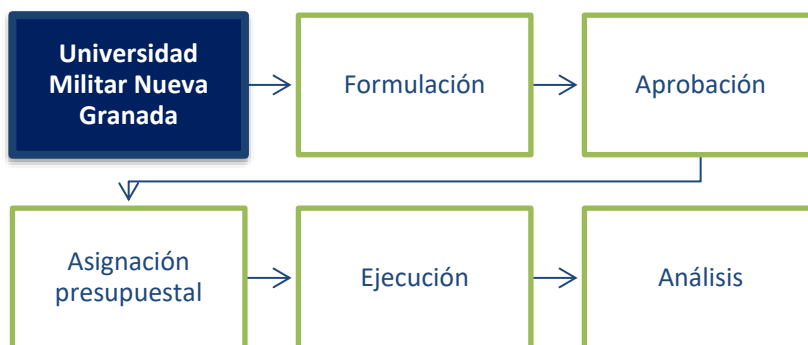 Universidad
Militar Nueva
Granada
Formulación
Aprobación
Asignación
presupuestal
Ejecución
Análisis